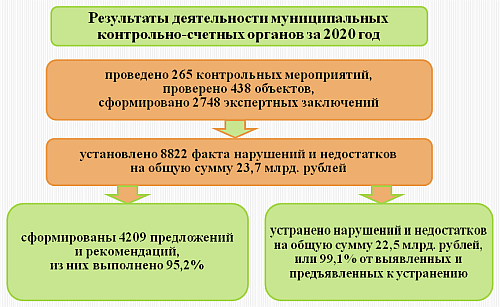 Результаты деятельности муниципальных
контрольно-счетных органов за 2020 год
проведено 265 контрольных мероприятий,
проверено 438 объектов,
сформировано 2748 экспертных заключений
установлено 8822 факта нарушений и недостатков
на общую сумму 23,7 млрд. рублей
сформированы 4209 предложений
и рекомендаций,
из них выполнено 95,2%
устранено нарушений и недостатков
на общую сумму 22,5 млрд. рублей,
или 99,1% от выявленных и
предъявленных к устранению